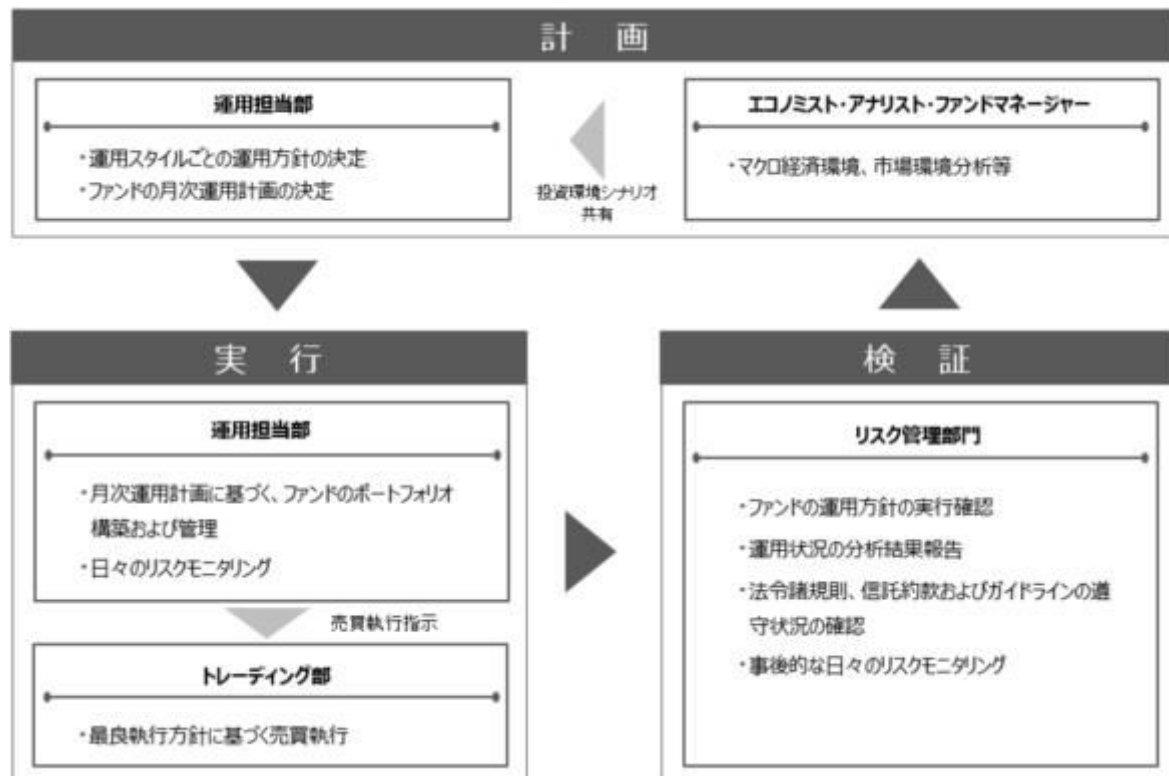 計 画
運用担当部
・運用スタイルごとの運用方針の決定
・ファンドの月次運用計画の決定
投資環境シナリオ
共有
エコノミスト・アナリスト・ファンドマネージャー
・マクロ経済環境、市場環境分析等
実 行
運用担当部
・月次運用計画に基づく、ファンドのポートフォリオ
構築および管理
・日々のリスクモニタリング
売買執行指示
トレーディング部
・最良執行方針に基づく売買執行
検 証
リスク管理部門
・ファンドの運用方針の実行確認
・運用状況の分析結果報告
・法令諸規則、信託約款およびガイドラインの遵
守状況の確認
・事後的な日々のリスクモニタリング